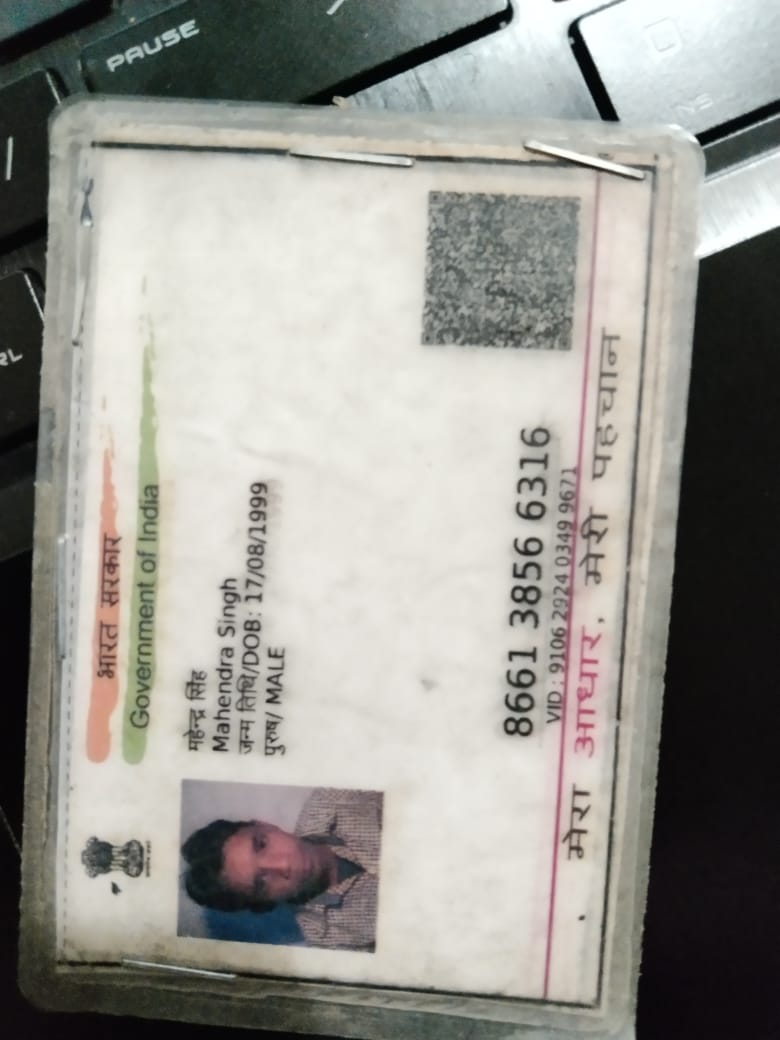 PAUSE
INS
भारत सरकार
Government of India
महेन्द्र सिंह
Mahendra Singh
जन्म तिथि/DOB: 17/08/1999
पुरुष/ MALE
8661 3856 6316
VID : 9106 2924 0349 9671
मेरा आधार, मेरी पहचान